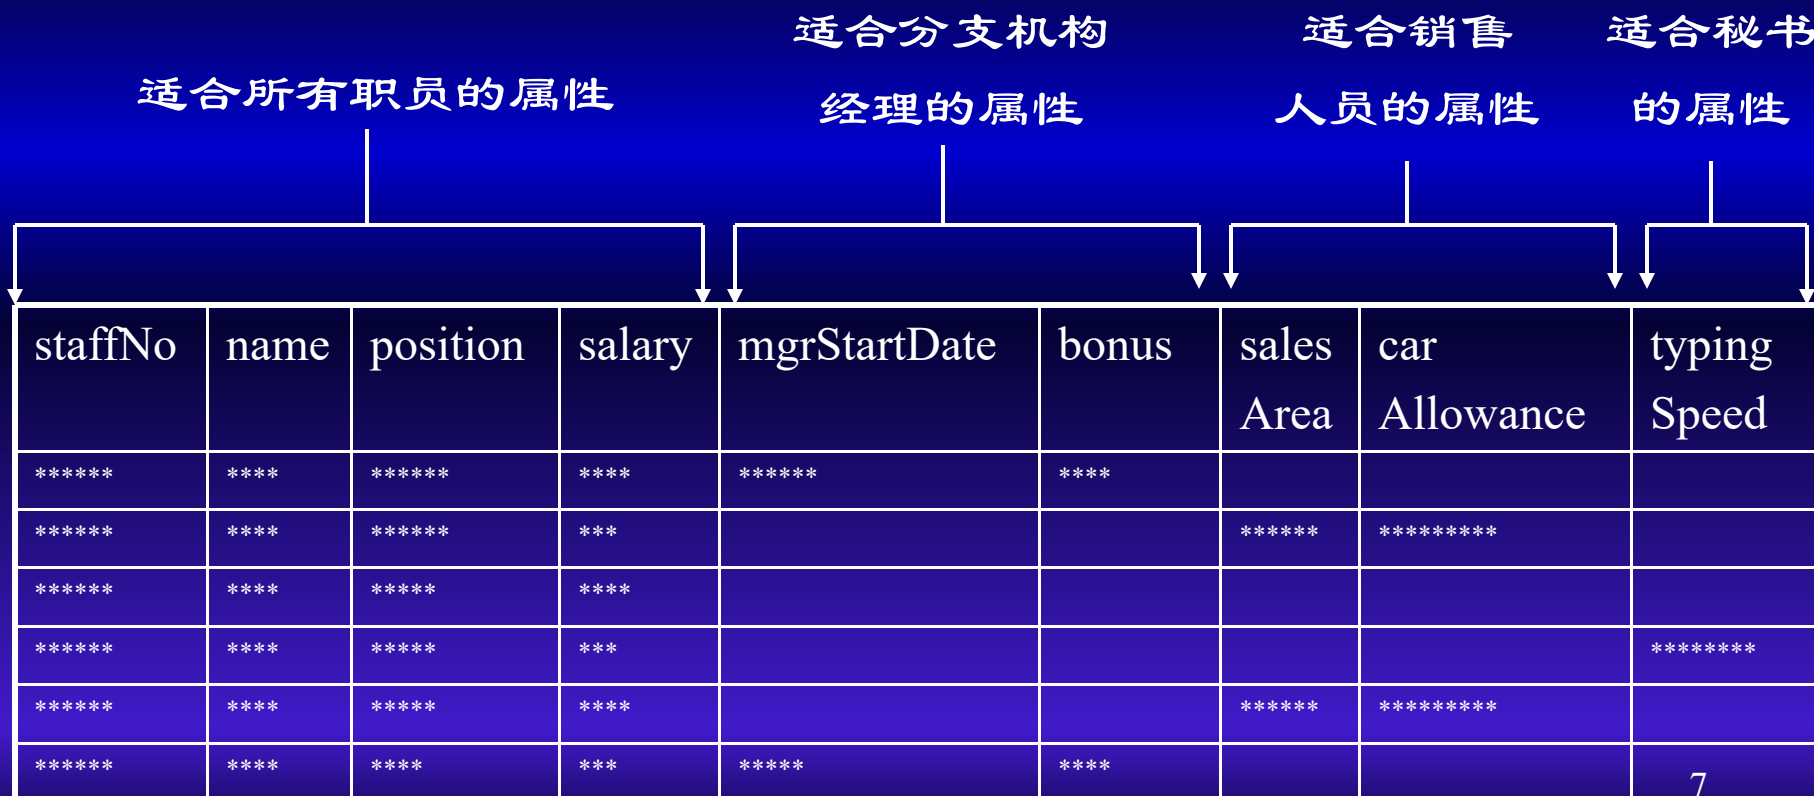 适合分支机构 适合销售 适合秘书
适合所有职员的属性
经理的属性 人员的属性 的属性
staffNo name position salary mgrStartDate bonus sales car typing
Area Allowance Speed
****** **** ****** **** ****** ****
****** **** ****** *** ****** *********
****** **** ***** ****
****** **** ***** *** ********
****** **** ***** **** ****** *********
****** **** **** *** ***** ****
7